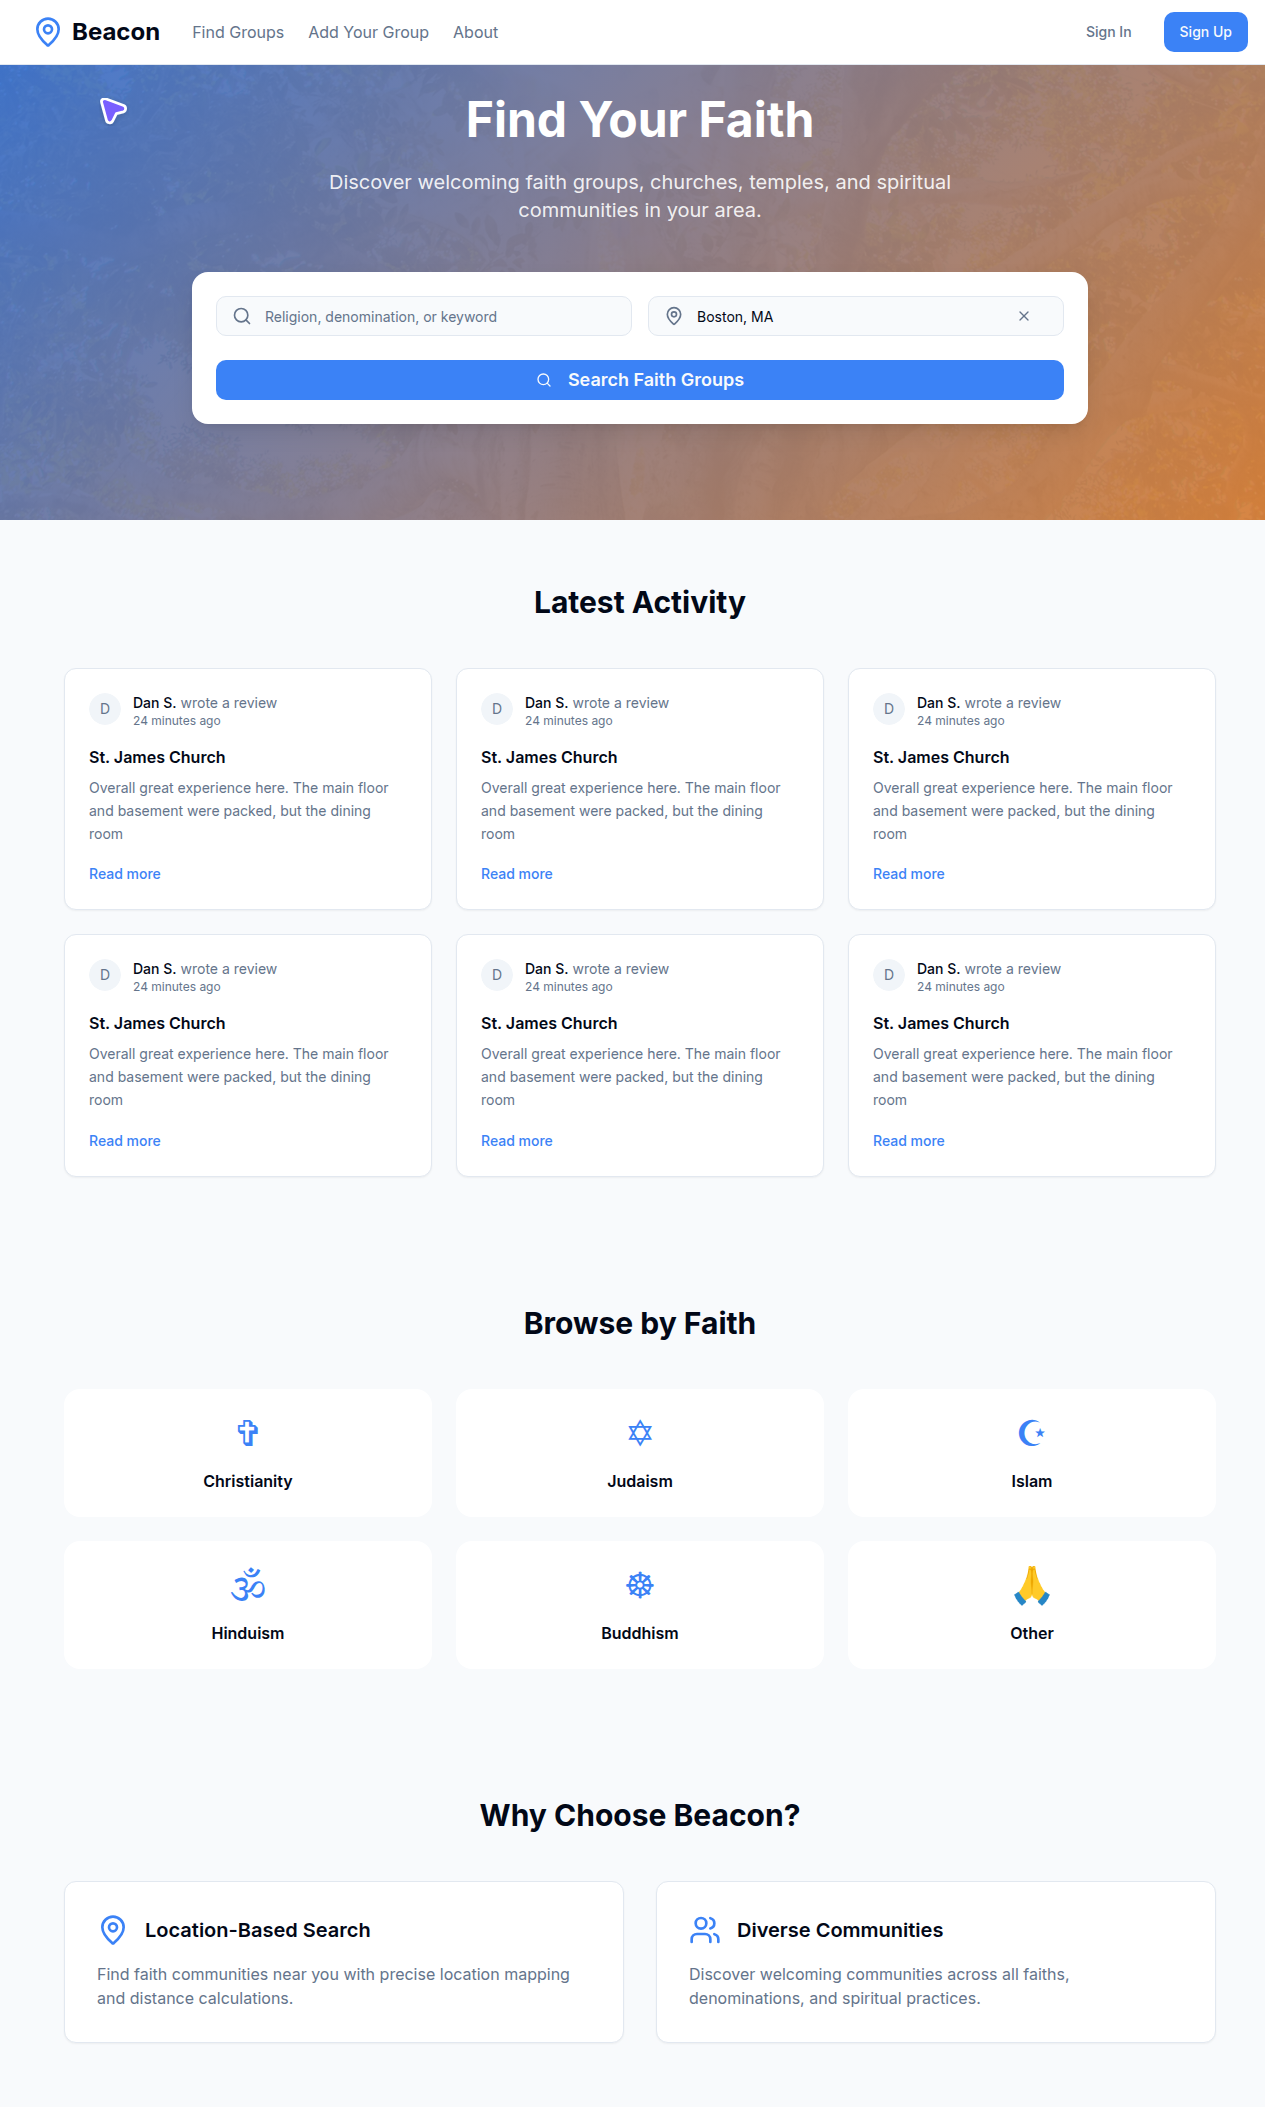 Beacon Find Groups Add Your Group About Sign In Sign Up
Find Your Faith
Discover welcoming faith groups, churches, temples, and spiritual
communities in your area.
Religion, denomination, or keyword
Boston, MA
Search Faith Groups
Latest Activity
D
Dan S. wrote a review
24 minutes ago
St. James Church
Overall great experience here. The main floor
and basement were packed, but the dining
room
Read more
D
Dan S. wrote a review
24 minutes ago
St. James Church
Overall great experience here. The main floor
and basement were packed, but the dining
room
Read more
D
Dan S. wrote a review
24 minutes ago
St. James Church
Overall great experience here. The main floor
and basement were packed, but the dining
room
Read more
D
Dan S. wrote a review
24 minutes ago
St. James Church
Overall great experience here. The main floor
and basement were packed, but the dining
room
Read more
D
Dan S. wrote a review
24 minutes ago
St. James Church
Overall great experience here. The main floor
and basement were packed, but the dining
room
Read more
D
Dan S. wrote a review
24 minutes ago
St. James Church
Overall great experience here. The main floor
and basement were packed, but the dining
room
Read more
Browse by Faith
✞
Christianity
✡
Judaism
☪
Islam
ॐ
Hinduism
☸
Buddhism
🙏
Other
Why Choose Beacon?
Location-Based Search
Find faith communities near you with precise location mapping
and distance calculations.
Diverse Communities
Discover welcoming communities across all faiths,
denominations, and spiritual practices.